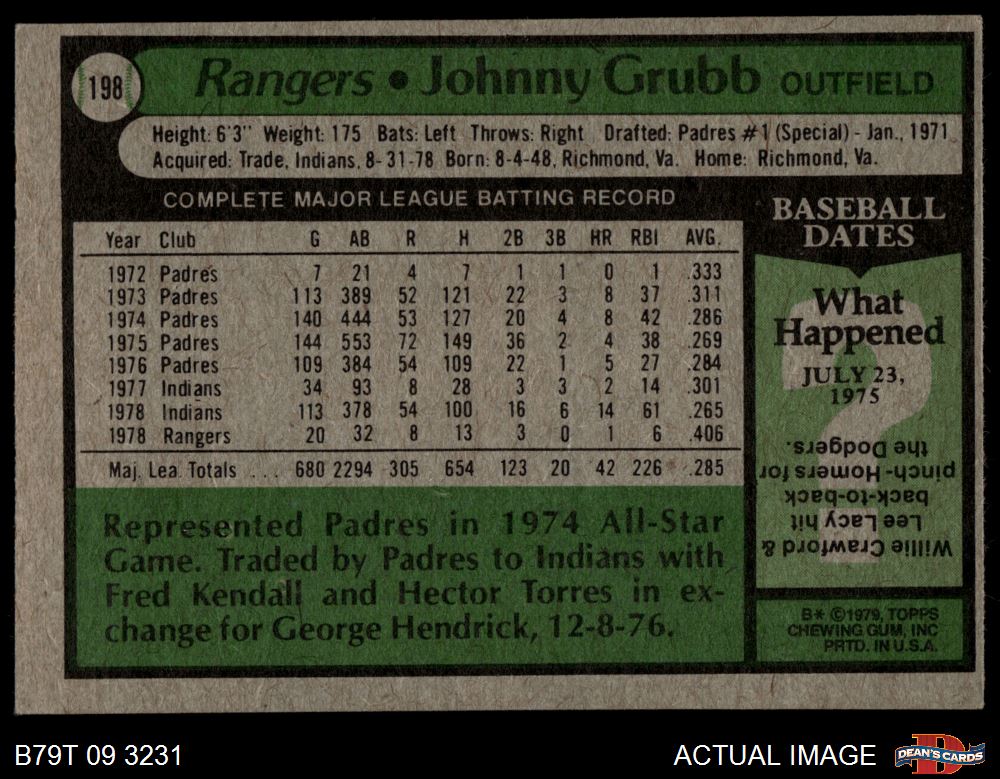 198
Rangers • Johnny Grubb OUTFIELD
Height: 6'3" Weight: 175 Bats: Left Throws: Right Drafted: Padres #1 (Special) - Jan., 1971
Acquired: Trade, Indians, 8-31-78 Born: 8-4-48, Richmond, Va. Home: Richmond, Va.
COMPLETE MAJOR LEAGUE BATTING RECORD
Year Club G AB R H 2B 3B HR RBI AVG.
1972 Padres 7 21 4 7 1 1 0 1 .333
1973 Padres 113 389 52 121 22 3 8 37 .311
1974 Padres 140 444 53 127 20 4 8 42 .286
1975 Padres 144 553 72 149 36 2 4 38 .269
1976 Padres 109 384 54 109 22 1 5 27 .284
1977 Indians 34 93 8 28 3 3 2 14 .301
1978 Indians 113 378 54 100 16 6 14 61 .265
1978 Rangers 20 32 8 13 3 0 1 6 .406
Maj. Lea. Totals ... 680 2294 305 654 123 20 42 226 .285
Represented Padres in 1974 All-Star
Game. Traded by Padres to Indians with
Fred Kendall and Hector Torres in ex-
change for George Hendrick, 12-8-76.
BASEBALL
DATES
What
Happened
JULY 23,
1975
?
Willie Crawford &
Lee Lacy hit
back-to-back
pinch-Homers for
the Dodgers.
B* ©1979, TOPPS
CHEWING GUM, INC
PRTD. IN U.S.A.
B79T 09 3231
ACTUAL IMAGE
DEAN'S CARDS